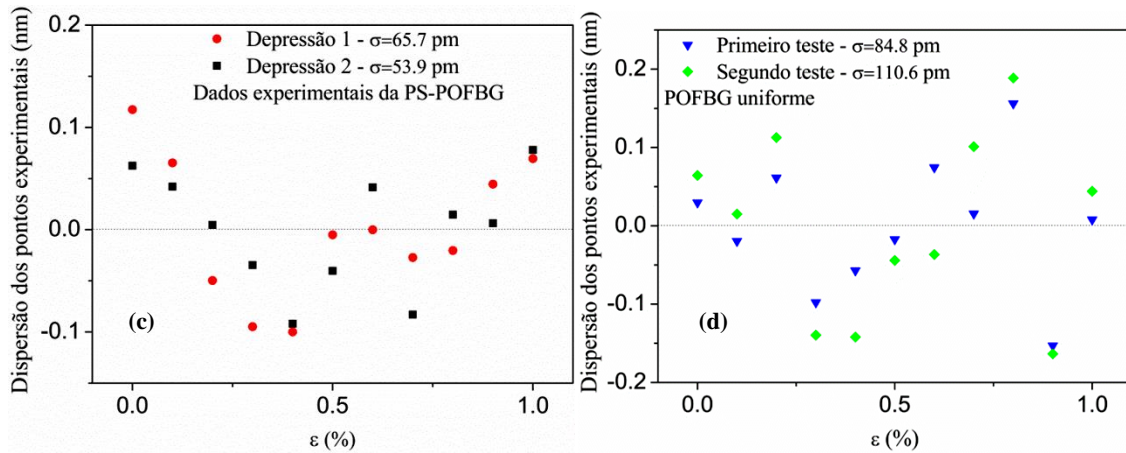 Dispersão dos pontos experimentais (nm)
0.2
0.1
0.0
-0.1
Depressão 1 - σ=65.7 pm
Depressão 2 - σ=53.9 pm
Dados experimentais da PS-POFBG
(c)
0.0
0.5
1.0
ε (%)
Dispersão dos pontos experimentais (nm)
0.2
0.1
0.0
-0.1
-0.2
Primeiro teste - σ=84.8 pm
Segundo teste - σ=110.6 pm
POFBG uniforme
(d)
0.0
0.5
1.0
ε (%)